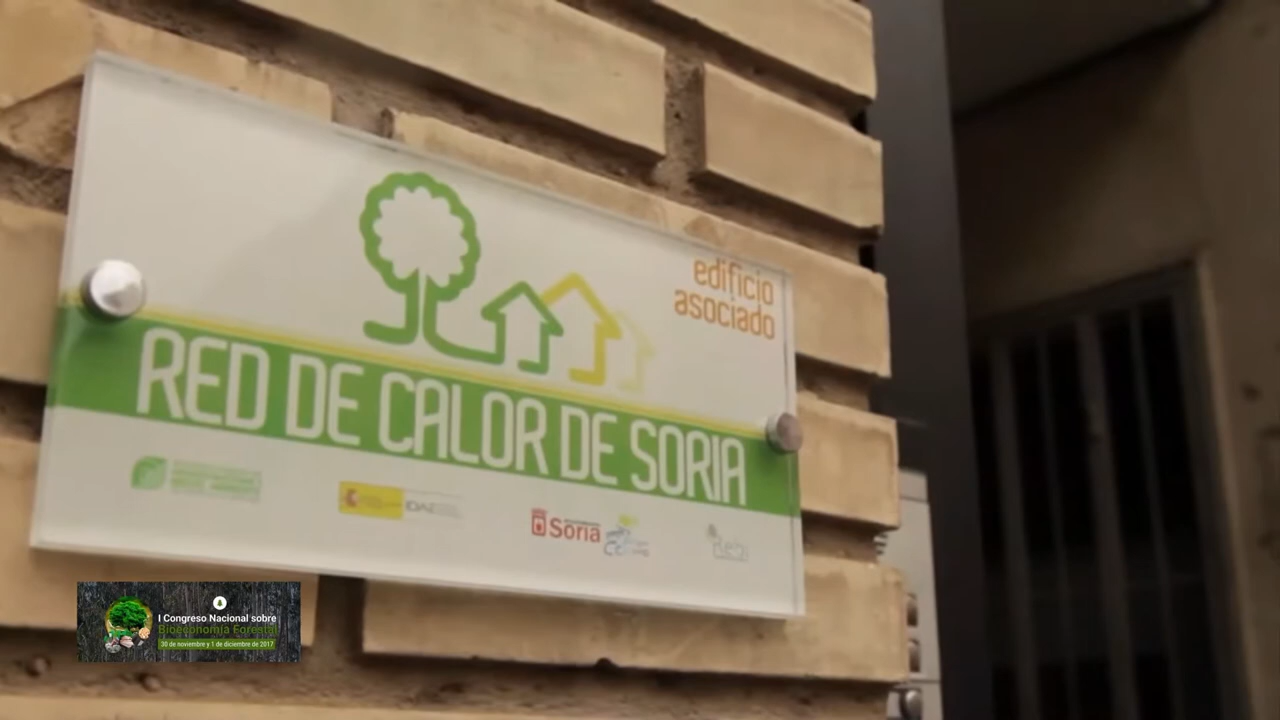 edificio
asociado
RED DE CALOR DE SORIA
IDAE
Soria
I Congreso Nacional sobre
Bioeconomía Forestal
30 de noviembre y 1 de diciembre de 2017